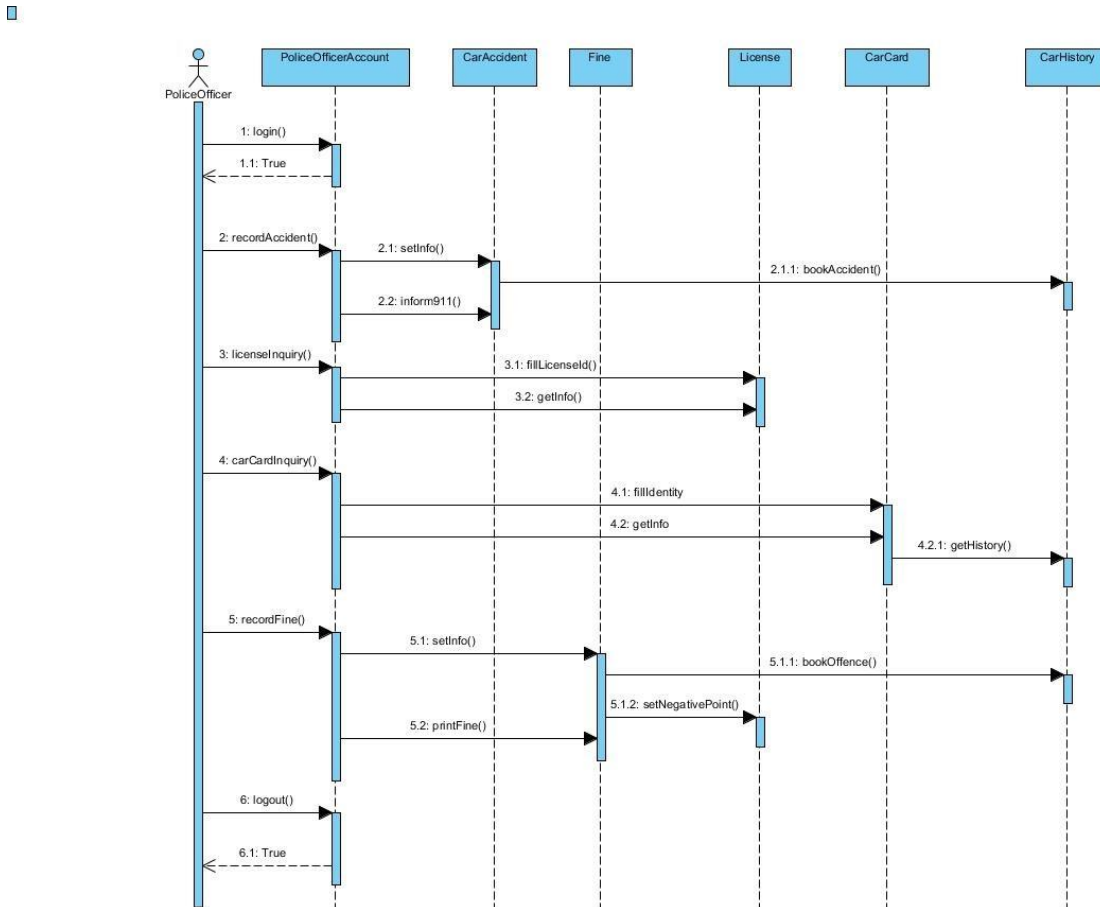 PoliceOfficerAccount
CarAccident
Fine
License
CarCard
CarHistory
PoliceOfficer
1: login()
1.1: True
2: recordAccident()
2.1: setInfo()
2.1.1: bookAccident()
2.2: inform911()
3: licenseInquiry()
3.1: fillLicenseId()
3.2: getInfo()
4: carCardInquiry()
4.1: fillIdentity
4.2: getInfo
4.2.1: getHistory()
5: recordFine()
5.1: setInfo()
5.1.1: bookOffence()
5.1.2: setNegativePoint()
5.2: printFine()
6: logout()
6.1: True